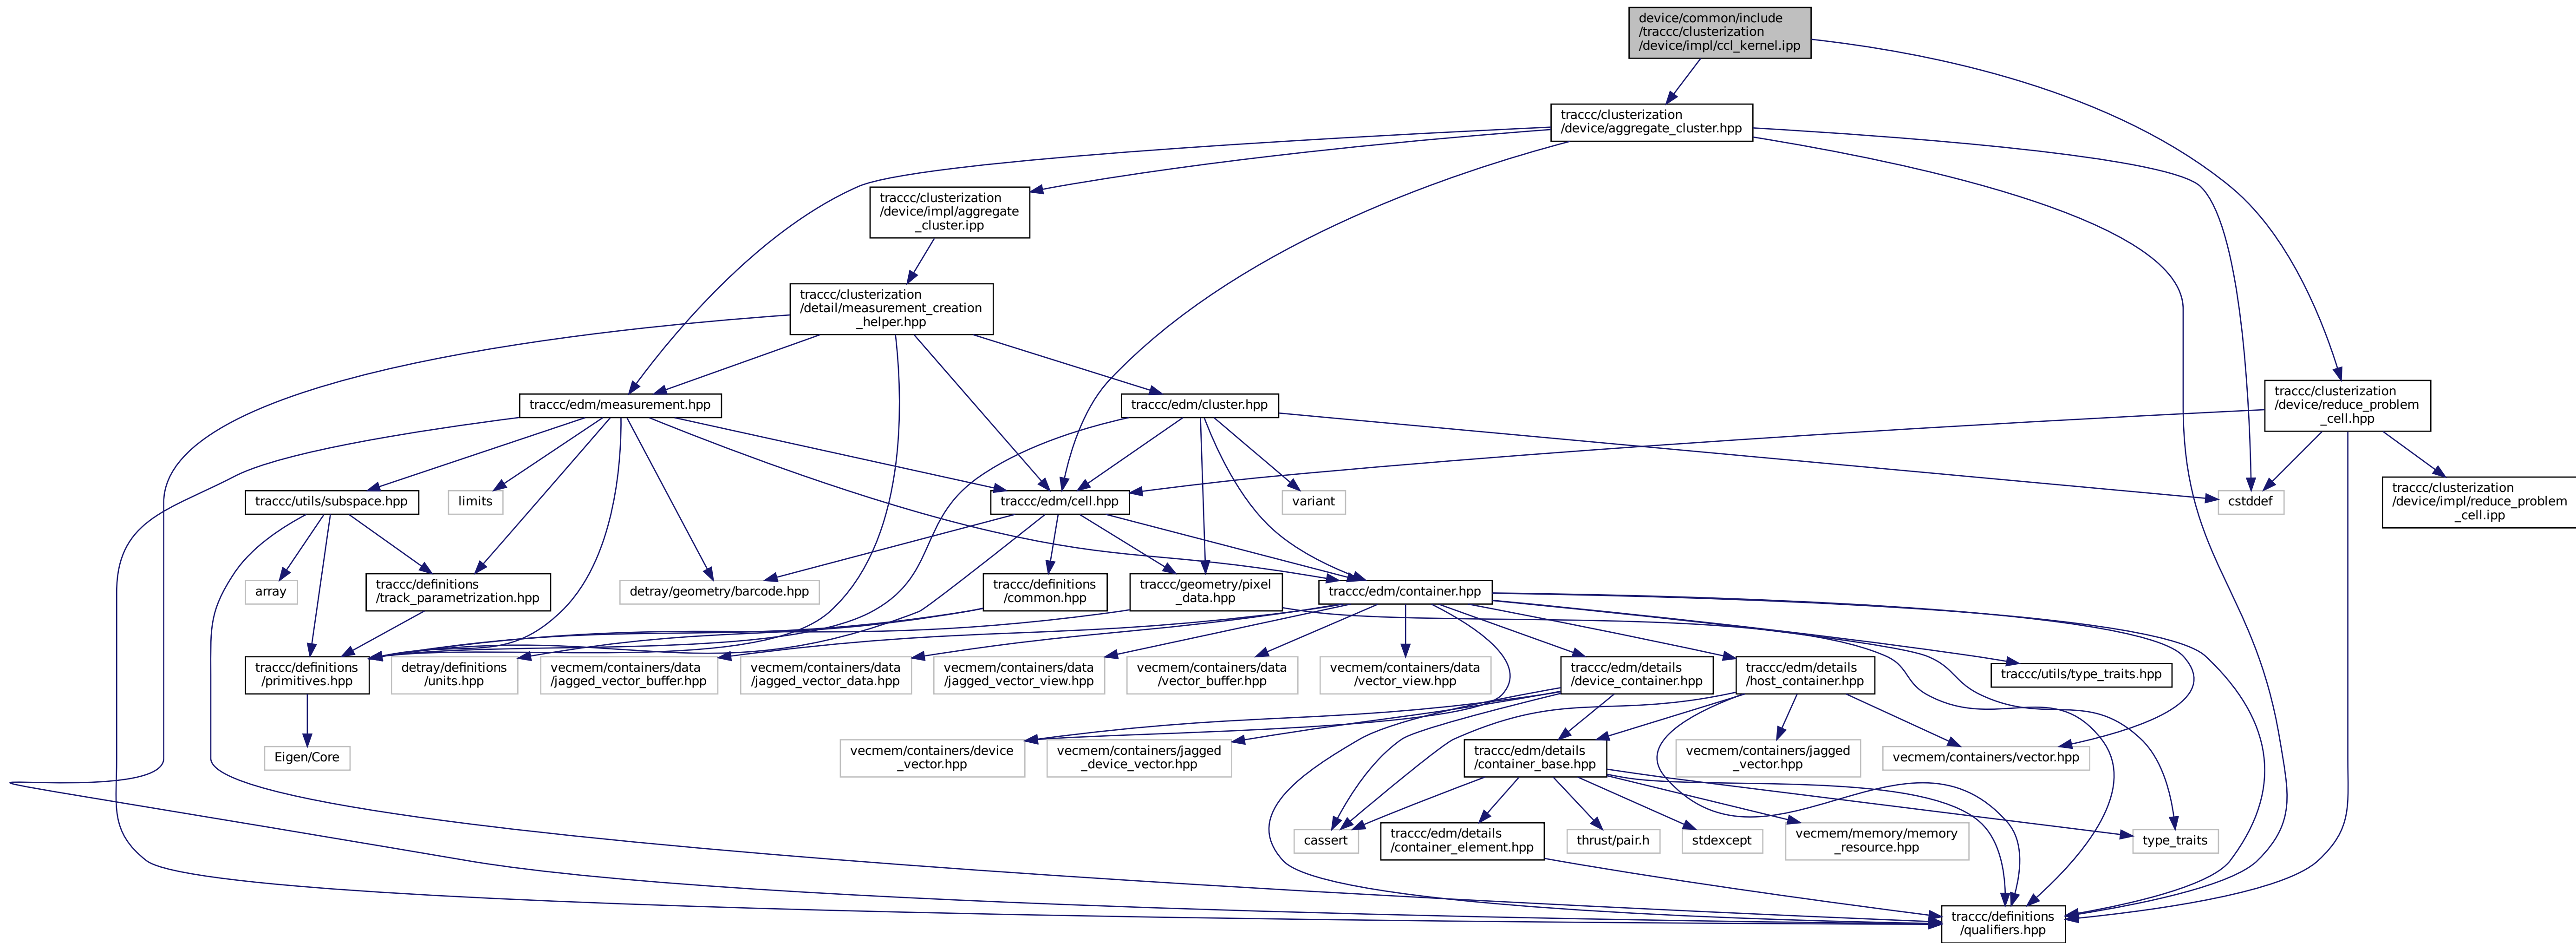 device/common/include
/traccc/clusterization
/device/impl/ccl_kernel.ipp
traccc/clusterization
/device/aggregate_cluster.hpp
traccc/clusterization
/device/impl/aggregate
_cluster.ipp
traccc/clusterization
/detail/measurement_creation
_helper.hpp
traccc/edm/measurement.hpp
traccc/edm/cluster.hpp
traccc/clusterization
/device/reduce_problem
_cell.hpp
traccc/utils/subspace.hpp
limits
traccc/edm/cell.hpp
variant
cstddef
traccc/clusterization
/device/impl/reduce_problem
_cell.ipp
array
traccc/definitions
/track_parametrization.hpp
detray/geometry/barcode.hpp
traccc/definitions
/common.hpp
traccc/geometry/pixel
_data.hpp
traccc/edm/container.hpp
traccc/definitions
/primitives.hpp
detray/definitions
/units.hpp
vecmem/containers/data
/jagged_vector_buffer.hpp
vecmem/containers/data
/jagged_vector_data.hpp
vecmem/containers/data
/jagged_vector_view.hpp
vecmem/containers/data
/vector_buffer.hpp
vecmem/containers/data
/vector_view.hpp
traccc/edm/details
/device_container.hpp
traccc/edm/details
/host_container.hpp
traccc/utils/type_traits.hpp
Eigen/Core
vecmem/containers/device
_vector.hpp
vecmem/containers/jagged
_device_vector.hpp
traccc/edm/details
/container_base.hpp
vecmem/containers/jagged
_vector.hpp
vecmem/containers/vector.hpp
cassert
traccc/edm/details
/container_element.hpp
thrust/pair.h
stdexcept
vecmem/memory/memory
_resource.hpp
type_traits
traccc/definitions
/qualifiers.hpp